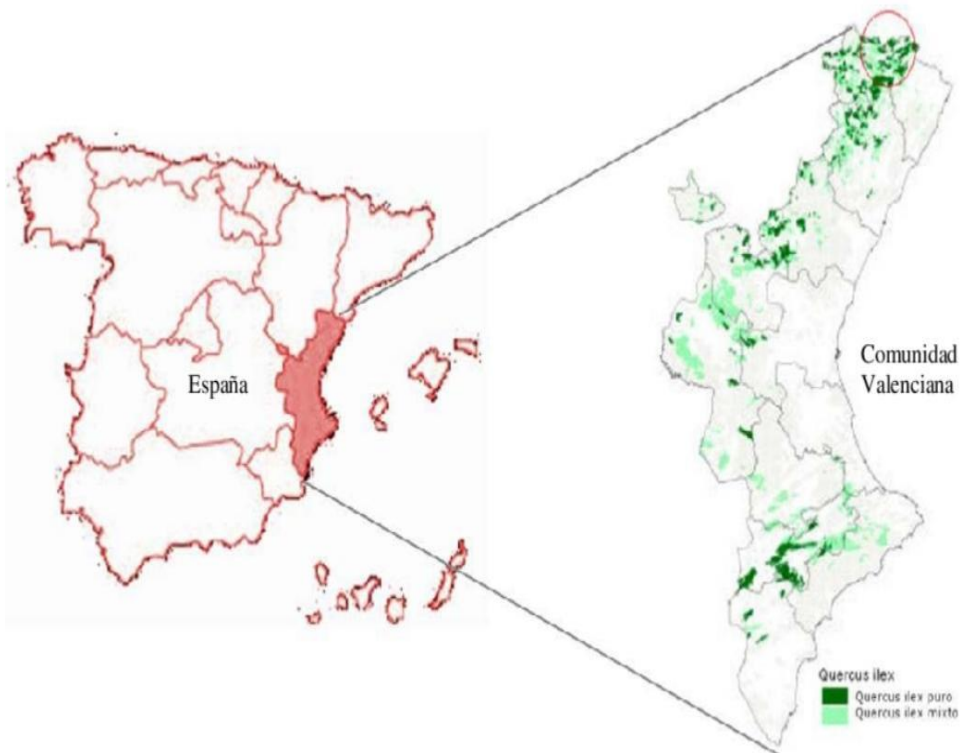 España
Comunidad
Valenciana
Quercus ilex
Quercus ilex puro
Quercus ilex mixto